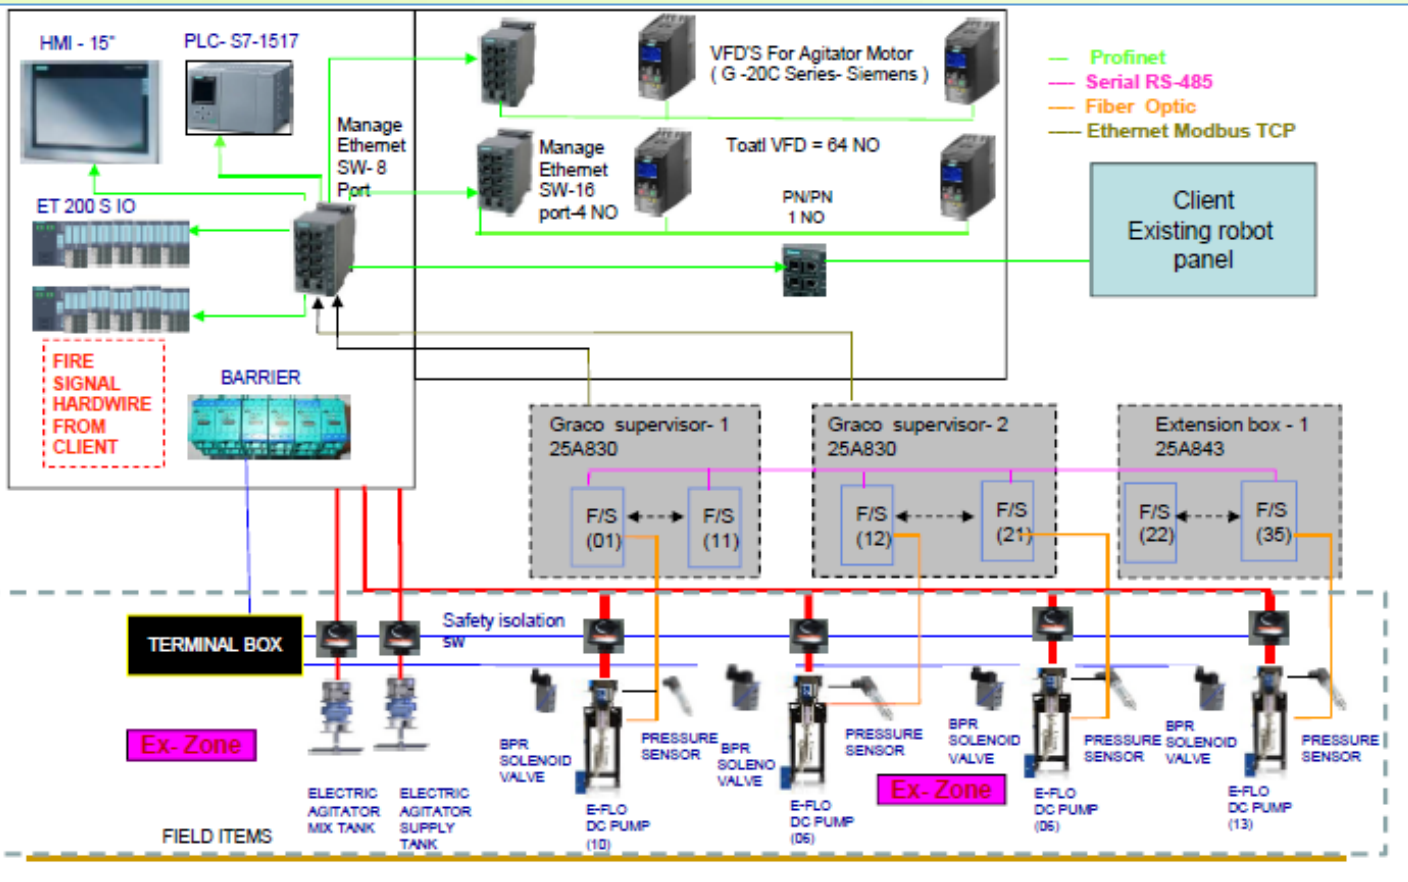 HMI - 15"
PLC- S7-1517
Manage
Ethernet
SW- 8
Port
ET 200 S IO
FIRE
SIGNAL
HARDWIRE
FROM
CLIENT
BARRIER
VFD'S For Agitator Motor
( G -20C Series- Siemens )
Manage
Ethernet
SW-16
port-4 NO
Toatl VFD = 64 NO
PN/PN
1 NO
Profinet
Serial RS-485
Fiber Optic
Ethernet Modbus TCP
Client
Existing robot
panel
Graco supervisor- 1
25A830
F/S
(01)
F/S
(11)
Graco supervisor- 2
25A830
F/S
(12)
F/S
(21)
Extension box - 1
25A843
F/S
(22)
F/S
(35)
TERMINAL BOX
Safety isolation
sw
Ex- Zone
FIELD ITEMS
ELECTRIC
AGITATOR
MIX TANK
ELECTRIC
AGITATOR
SUPPLY
TANK
BPR
SOLENOID
VALVE
E-FLO
DC PUMP
(10)
PRESSURE
SENSOR
BPR
SOLENO
VALVE
E-FLO
DC PUMP
(06)
PRESSURE
SENSOR
Ex- Zone
BPR
SOLENOID
VALVE
E-FLO
DC PUMP
(06)
PRESSURE
SENSOR
BPR
SOLENOID
VALVE
E-FLO
DC PUMP
(13)
PRESSURE
SENSOR